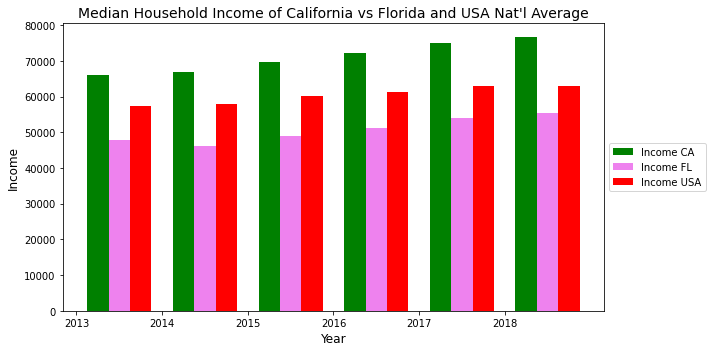 Median Household Income of California vs Florida and USA Nat'l Average
80000
70000
60000
50000
40000
30000
20000
10000
0
Income
2013 2014 2015 2016 2017 2018
Year
Income CA
Income FL
Income USA